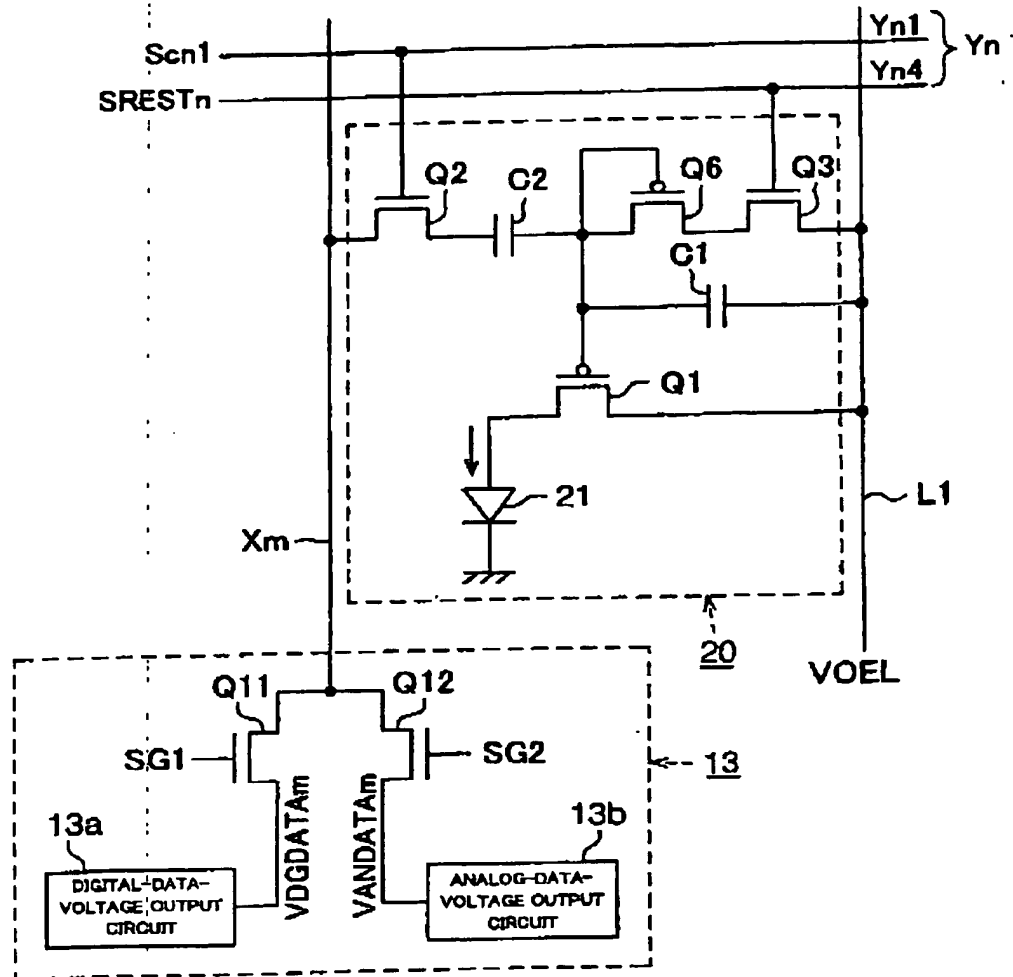 Scn1
Yn1
Yn
SRESTn
Yn4
Q2
C2
Q6
Q3
C1
Q1
21
L1
Xm
20
VOEL
Q11
Q12
SG1
SG2
13
VDGDATAm
VANDATAm
13a
13b
DIGITAL-DATA-
VOLTAGE OUTPUT
CIRCUIT
ANALOG-DATA-
VOLTAGE OUTPUT
CIRCUIT